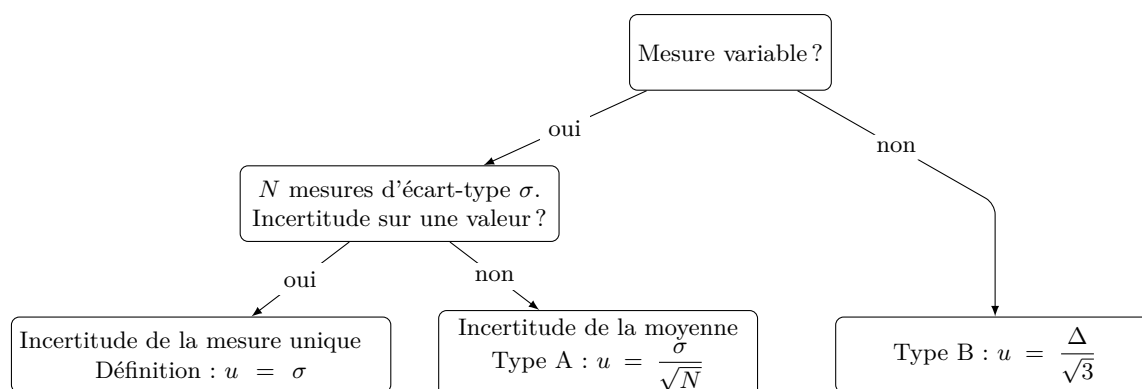 Mesure variable ?
oui
non
N mesures d'écart-type σ.
Incertitude sur une valeur ?
oui
non
Incertitude de la mesure unique
Définition : u = σ
Incertitude de la moyenne
Type A : u = σ/√N
Type B : u = Δ/√3